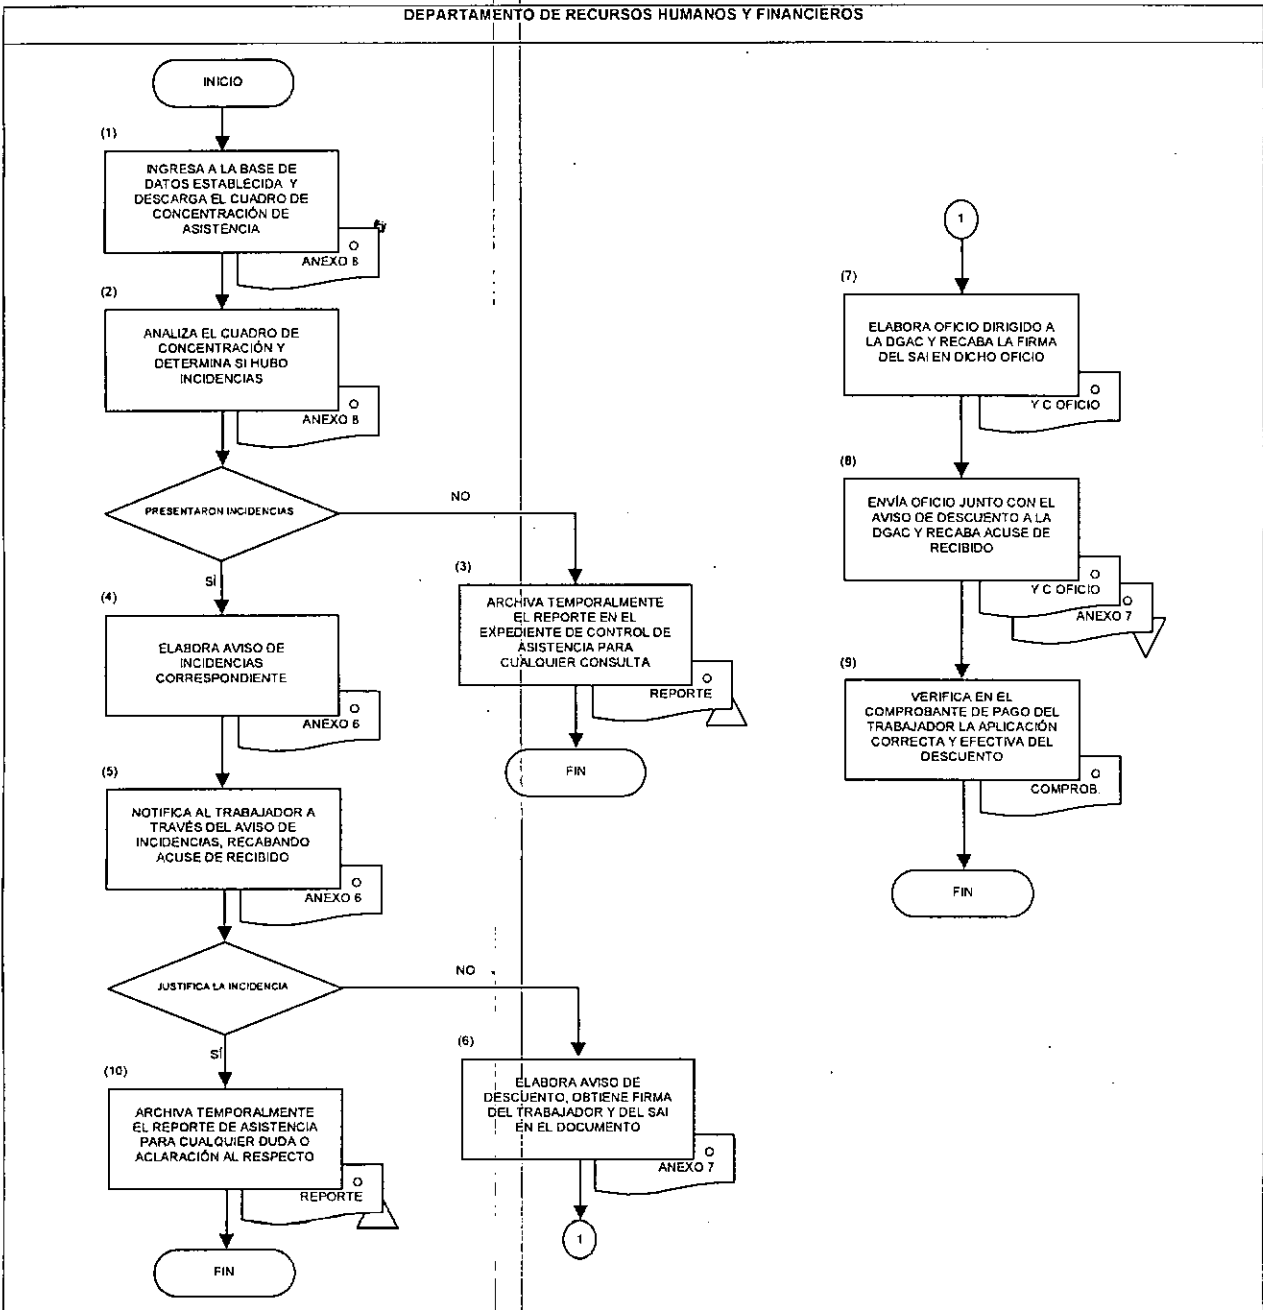 DEPARTAMENTO DE RECURSOS HUMANOS Y FINANCIEROS
INICIO
(1)
INGRESA A LA BASE DE
DATOS ESTABLECIDA Y
DESCARGA EL CUADRO DE
CONCENTRACIÓN DE
ASISTENCIA
O
ANEXO 8
(2)
ANALIZA EL CUADRO DE
CONCENTRACIÓN Y
DETERMINA SI HUBO
INCIDENCIAS
O
ANEXO 8
PRESENTARON INCIDENCIAS
NO
SÍ
(3)
ARCHIVA TEMPORALMENTE
EL REPORTE EN EL
EXPEDIENTE DE CONTROL DE
ASISTENCIA PARA
CUALQUIER CONSULTA
O
REPORTE
FIN
(4)
ELABORA AVISO DE
INCIDENCIAS
CORRESPONDIENTE
O
ANEXO 6
(5)
NOTIFICA AL TRABAJADOR A
TRAVÉS DEL AVISO DE
INCIDENCIAS, RECABANDO
ACUSE DE RECIBIDO
O
ANEXO 6
JUSTIFICA LA INCIDENCIA
NO
SÍ
(6)
ELABORA AVISO DE
DESCUENTO, OBTIENE FIRMA
DEL TRABAJADOR Y DEL SAI
EN EL DOCUMENTO
O
ANEXO 7
1
(10)
ARCHIVA TEMPORALMENTE
EL REPORTE DE ASISTENCIA
PARA CUALQUIER DUDA O
ACLARACIÓN AL RESPECTO
O
REPORTE
FIN
1
(7)
ELABORA OFICIO DIRIGIDO A
LA DGAC Y RECABA LA FIRMA
DEL SAI EN DICHO OFICIO
O
Y C OFICIO
(8)
ENVÍA OFICIO JUNTO CON EL
AVISO DE DESCUENTO A LA
DGAC Y RECABA ACUSE DE
RECIBIDO
O
Y C OFICIO
O
ANEXO 7
(9)
VERIFICA EN EL
COMPROBANTE DE PAGO DEL
TRABAJADOR LA APLICACIÓN
CORRECTA Y EFECTIVA DEL
DESCUENTO
O
COMPROB.
FIN